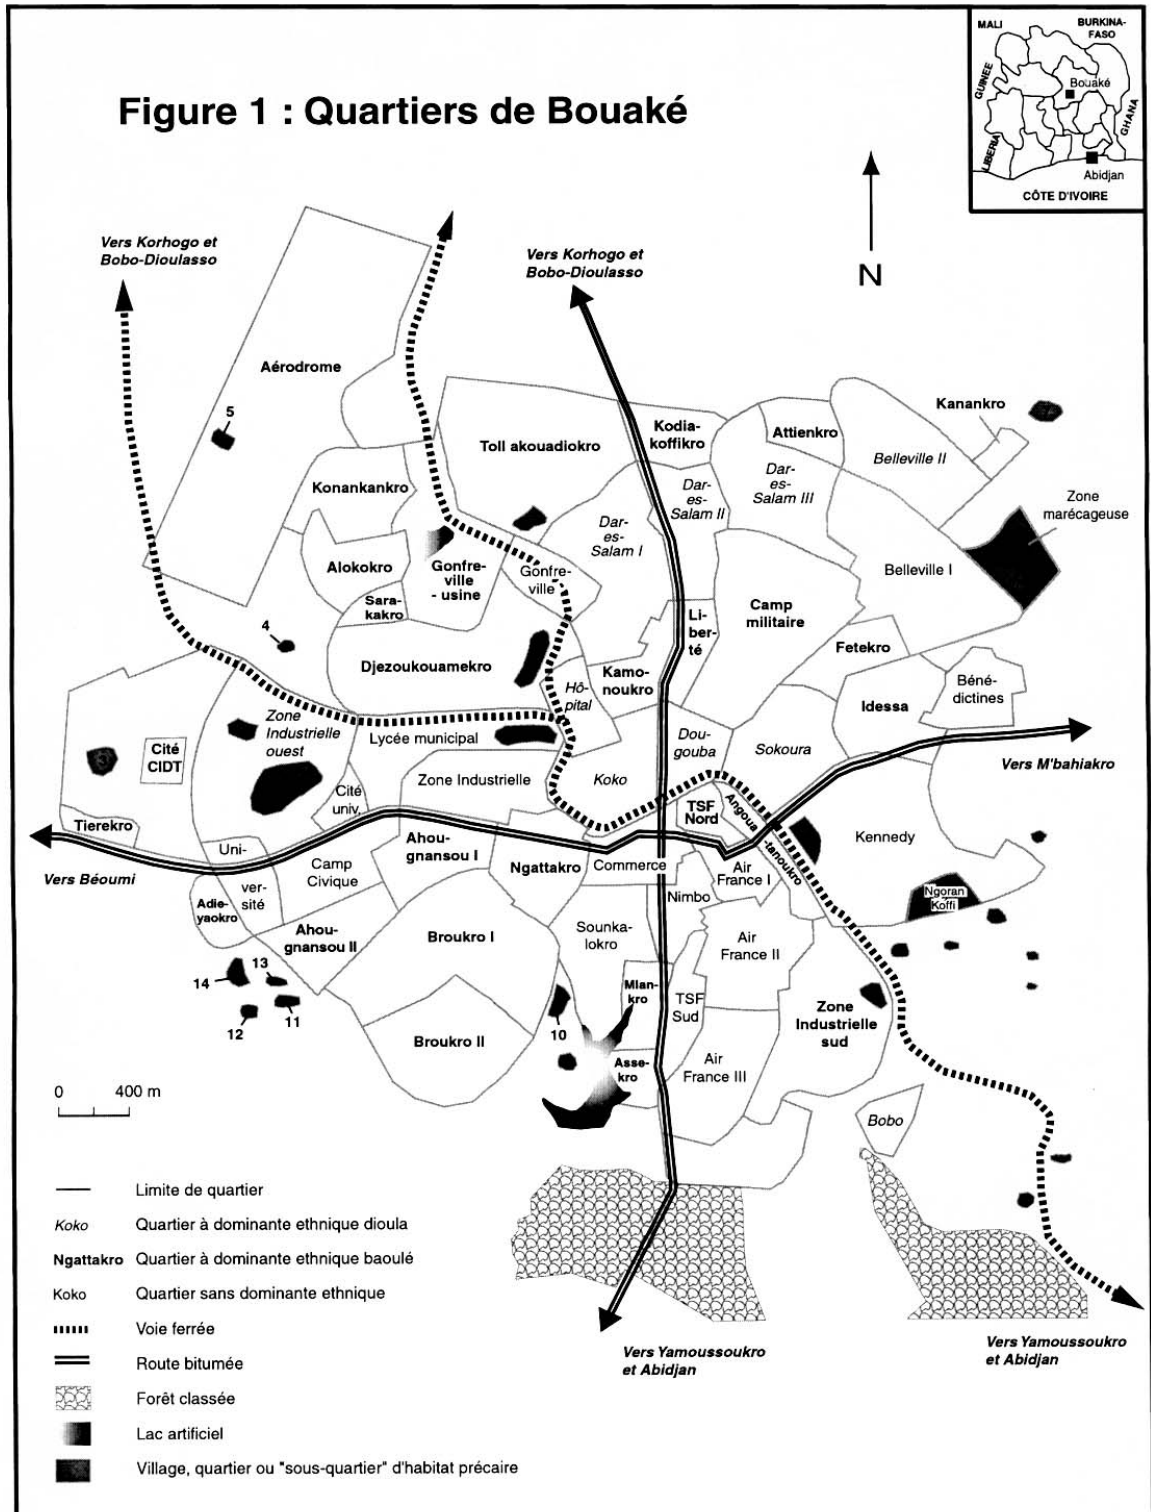 Figure 1 : Quartiers de Bouaké
MALI
BURKINA-
FASO
GUINEE
Bouaké
GHANA
LIBERIA
Abidjan
CÔTE D'IVOIRE
N
Vers Korhogo et
Bobo-Dioulasso
Vers Korhogo et
Bobo-Dioulasso
Aérodrome
5
Toll akouadiokro
Kodia-
koffikro
Attienkro
Kanankro
Belleville II
Konankankro
Dar-
es-
Salam I
Dar-
es-
Salam II
Dar-
es-
Salam III
Zone
marécageuse
Alokokro
Gonfre-
ville
- usine
Gonfre-
ville
Belleville I
Sara-
kakro
Li-
ber-
té
Camp
militaire
4
Djezoukouamekro
Kamo-
noukro
Fetekro
Hô-
pital
Idessa
Béné-
dictines
Zone
Industrielle
ouest
Lycée municipal
Dou-
gouba
Sokoura
Vers M'bahiakro
3
Cité
CIDT
Cité
univ.
Zone Industrielle
Koko
TSF
Nord
Angoua
-tanoukro
Kennedy
Tierekro
Vers Béoumi
Uni-
ver-
sité
Camp
Civique
Ahou-
gnansou I
Ngattakro
Commerce
Air
France I
Nimbo
Ngoran
Koffi
Adie-
yaokro
Ahou-
gnansou II
Broukro I
Sounka-
lokro
Air
France II
14
13
12
11
Mlan-
kro
TSF
Sud
Zone
Industrielle
sud
10
Broukro II
Asse-
kro
Air
France III
Bobo
0 400 m
Limite de quartier
Koko Quartier à dominante ethnique dioula
Ngattakro Quartier à dominante ethnique baoulé
Koko Quartier sans dominante ethnique
Voie ferrée
Route bitumée
Forêt classée
Lac artificiel
Village, quartier ou "sous-quartier" d'habitat précaire
Vers Yamoussoukro
et Abidjan
Vers Yamoussoukro
et Abidjan